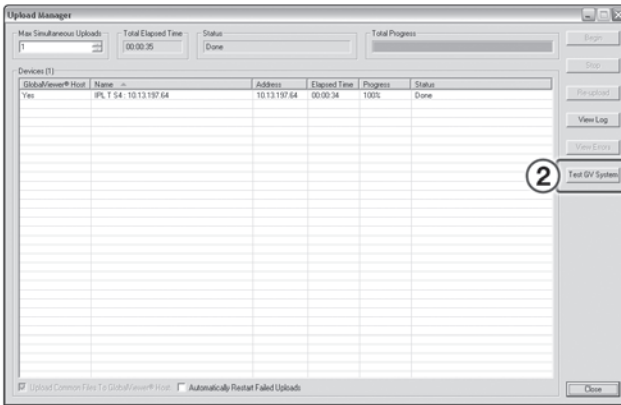 Upload Manager
Max Simultaneous Uploads
1
Total Elapsed Time
00:00:35
Status
Done
Total Progress
Begin
Stop
Re-upload
View Log
View Errors
2
Test GV System
Devices (1)
GlobalViewer® Host Name Address Elapsed Time Progress Status
Yes IPL T S4 : 10.13.197.64 10.13.197.64 00:00:34 100% Done
Upload Common Files To GlobalViewer® Host Automatically Restart Failed Uploads
Close